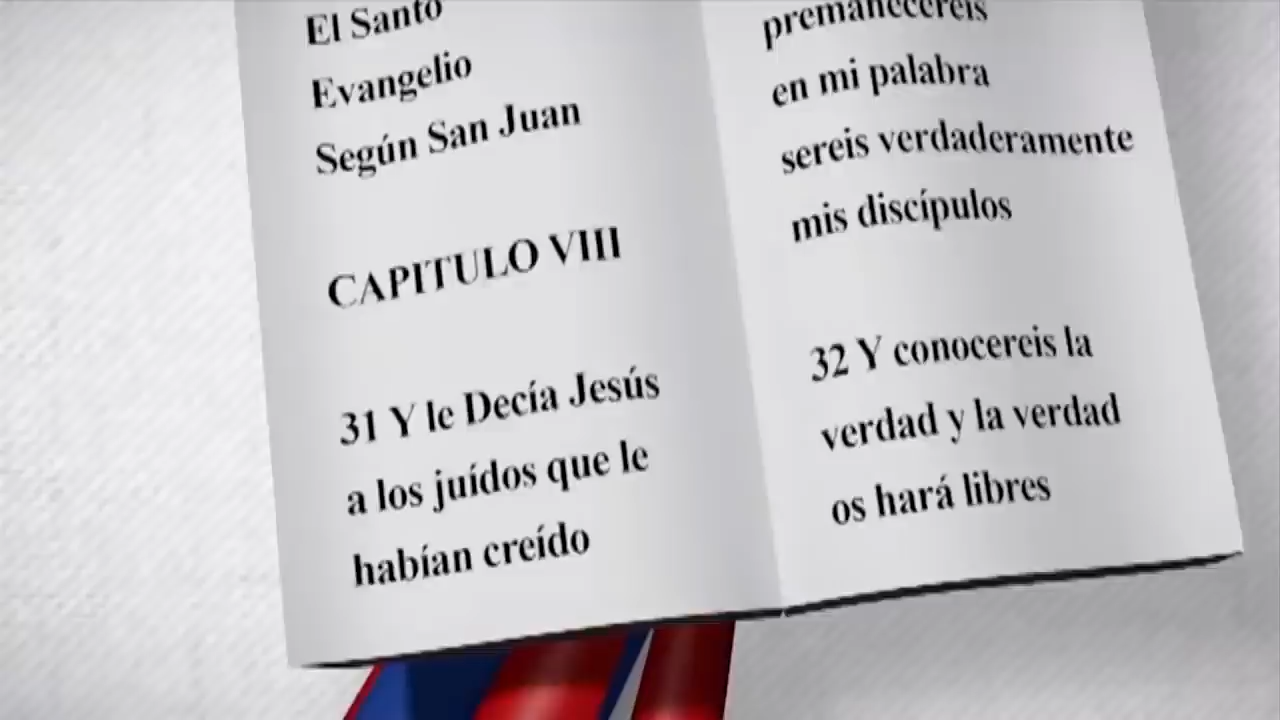 El Santo
Evangelio
Según San Juan
CAPITULO VIII
31 Y le Decía Jesús
a los juídos que le
habían creído
premanecereis
en mi palabra
sereis verdaderamente
mis discípulos
32 Y conocereis la
verdad y la verdad
os hará libres